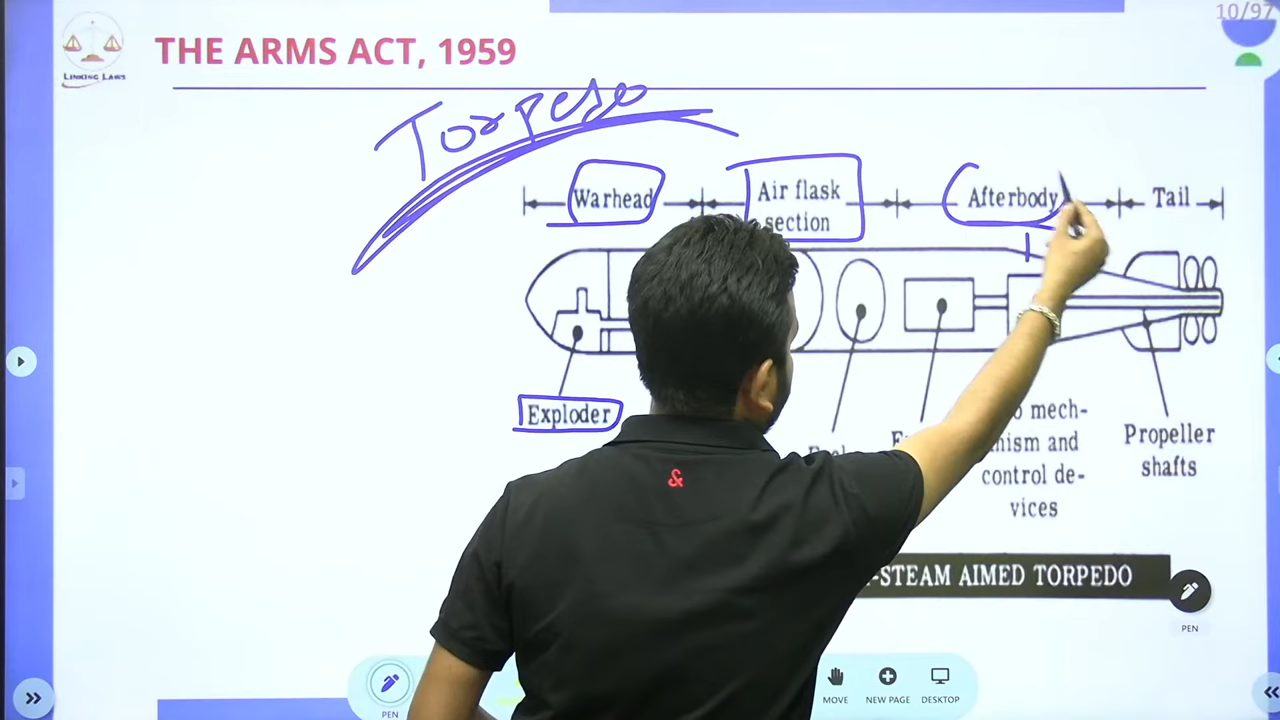 10/97
LINKING LAWS
THE ARMS ACT, 1959
Torpedo
Warhead
Air flask
section
Afterbody
Tail
Exploder
mech-
and
control de-
vices
Propeller
shafts
-STEAM AIMED TORPEDO
&
PEN
PEN
MOVE
NEW PAGE
DESKTOP